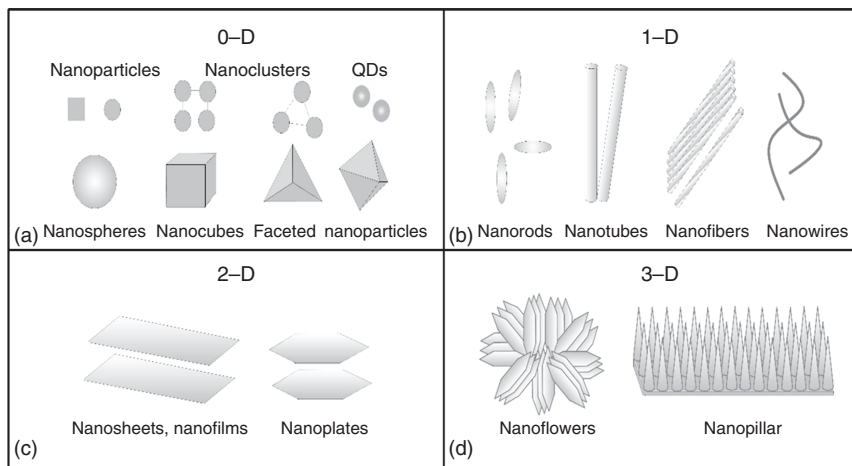 0–D
Nanoparticles Nanoclusters QDs
(a) Nanospheres Nanocubes Faceted nanoparticles
1–D
(b) Nanorods Nanotubes Nanofibers Nanowires
2–D
(c) Nanosheets, nanofilms Nanoplates
3–D
(d) Nanoflowers Nanopillar